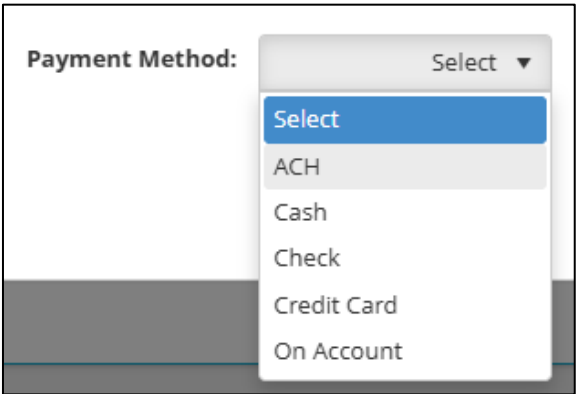 Payment Method: Select ▼
Select
ACH
Cash
Check
Credit Card
On Account